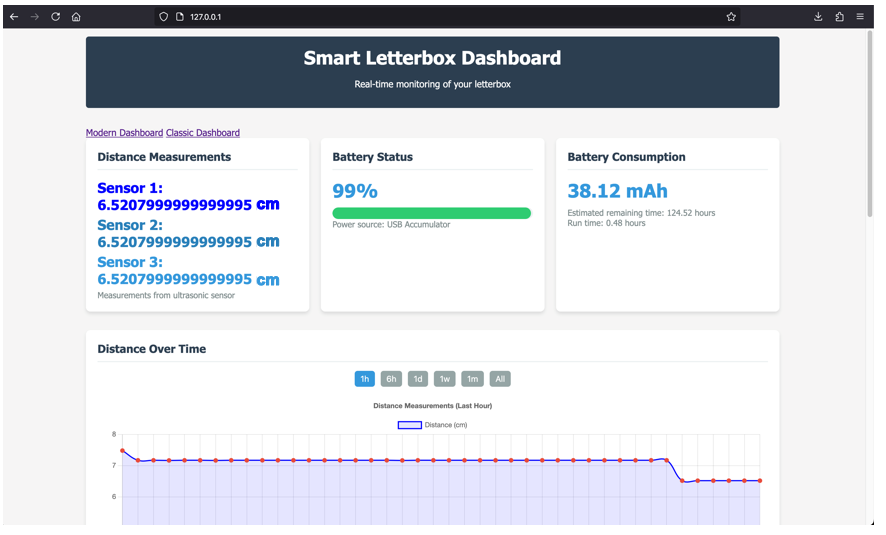 127.0.0.1
Smart Letterbox Dashboard
Real-time monitoring of your letterbox
Modern Dashboard Classic Dashboard
Distance Measurements
Sensor 1:
6.5207999999999995 cm
Sensor 2:
6.5207999999999995 cm
Sensor 3:
6.5207999999999995 cm
Measurements from ultrasonic sensor
Battery Status
99%
Power source: USB Accumulator
Battery Consumption
38.12 mAh
Estimated remaining time: 124.52 hours
Run time: 0.48 hours
Distance Over Time
1h 6h 1d 1w 1m All
Distance Measurements (Last Hour)
Distance (cm)
8
7
6